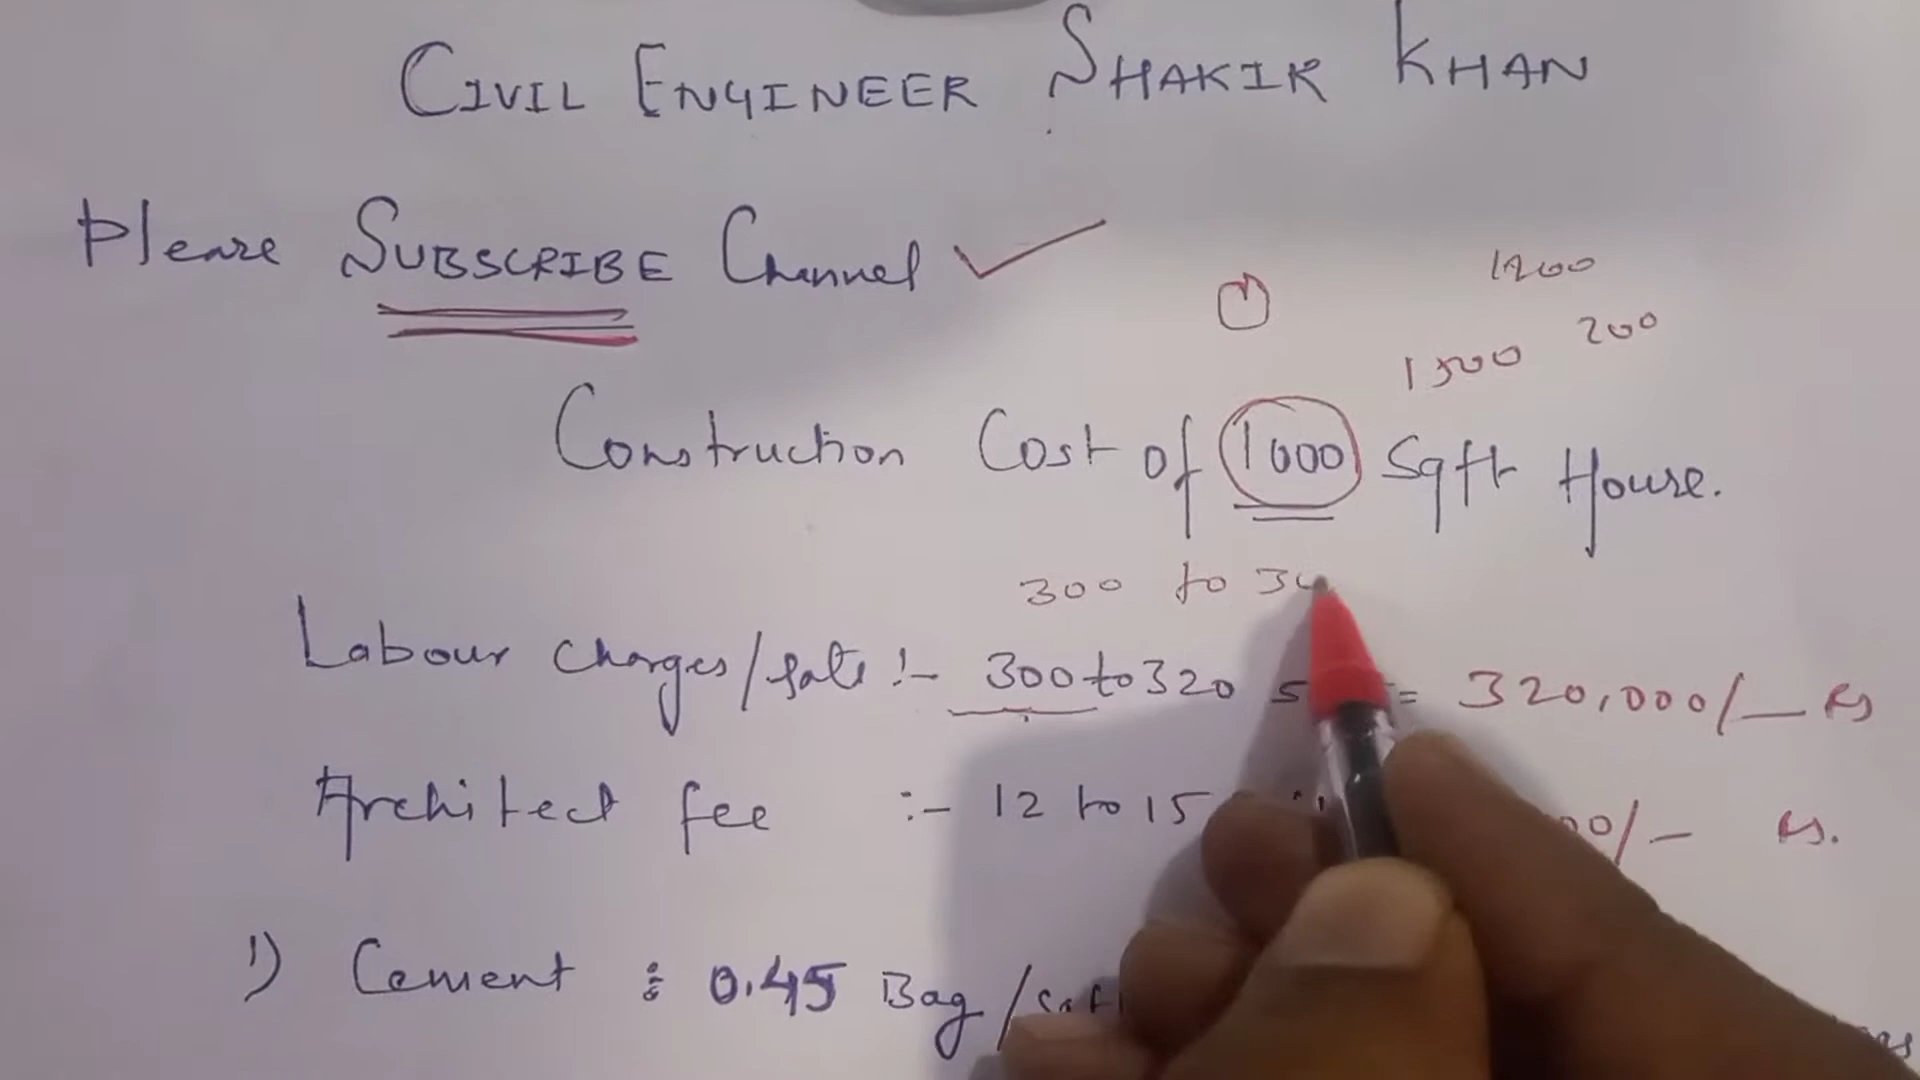 CIVIL ENGINEER SHAKIR KHAN
Please SUBSCRIBE Channel
1200
1500 200
Construction Cost of 1000 Sqft House.
300 to
Labour charges/rate :- 300 to 320 = 320,000/- Rs
Architect fee :- 12 to 15 00/- Rs.
1) Cement : 0.45 Bag/sqft